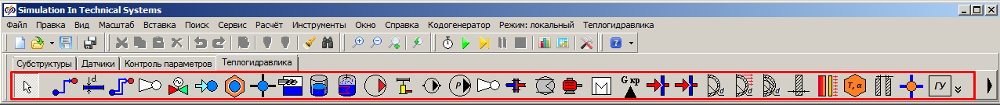 Simulation In Technical Systems
Файл Правка Вид Масштаб Вставка Поиск Сервис Расчёт Инструменты Окно Справка Кодогенератор Режим: локальный Теплогидравлика
Субструктуры Датчики Контроль параметров Теплогидравлика
d P G кр d d d T, α ГУ